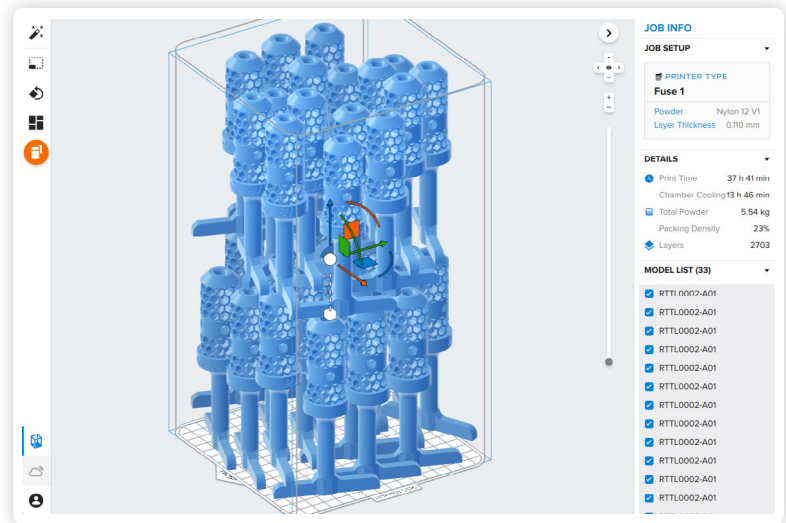 JOB INFO
JOB SETUP
PRINTER TYPE
Fuse 1
Powder Nylon 12 V1
Layer Thickness 0.110 mm
DETAILS
Print Time 37 h 41 min
Chamber Cooling 13 h 46 min
Total Powder 5.54 kg
Packing Density 23%
Layers 2703
MODEL LIST (33)
RTTL0002-A01
RTTL0002-A01
RTTL0002-A01
RTTL0002-A01
RTTL0002-A01
RTTL0002-A01
RTTL0002-A01
RTTL0002-A01
RTTL0002-A01
RTTL0002-A01
RTTL0002-A01
RTTL0002-A01